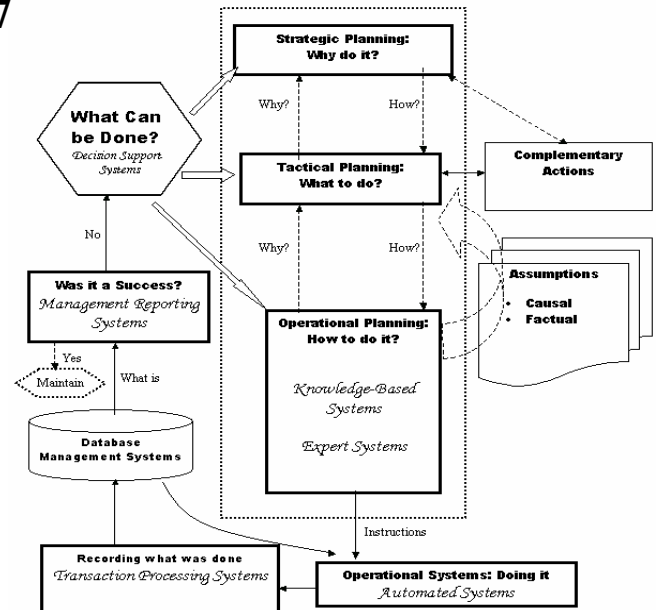 7
Strategic Planning:
Why do it?
What Can
be Done?
Decision Support
Systems
Why?
How?
Tactical Planning:
What to do?
Complementary
Actions
No
Why?
How?
Was it a Success?
Management Reporting
Systems
Assumptions
• Causal
• Factual
Operational Planning:
How to do it?
Knowledge-Based
Systems
Expert Systems
Yes
Maintain
What is
Database
Management Systems
Instructions
Recording what was done
Transaction Processing Systems
Operational Systems: Doing it
Automated Systems